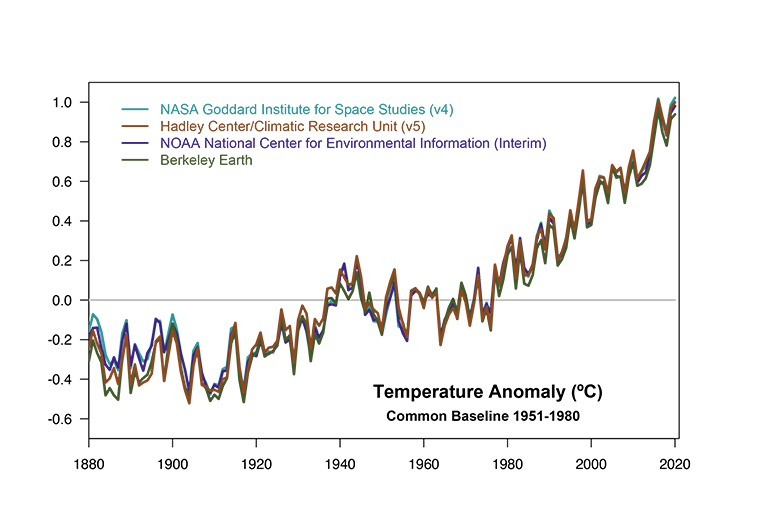 NASA Goddard Institute for Space Studies (v4)
Hadley Center/Climatic Research Unit (v5)
NOAA National Center for Environmental Information (Interim)
Berkeley Earth
1.0
0.8
0.6
0.4
0.2
0.0
-0.2
-0.4
-0.6
Temperature Anomaly (ºC)
Common Baseline 1951-1980
1880 1900 1920 1940 1960 1980 2000 2020